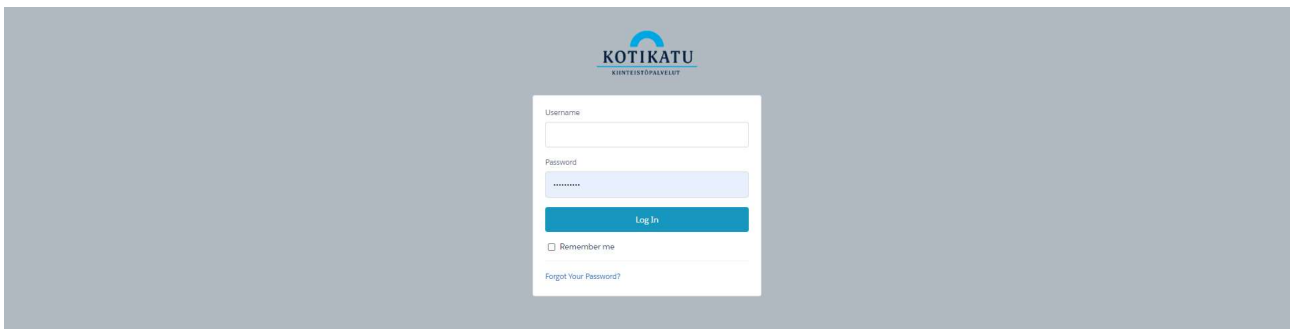 KOTIKATU
KIINTEISTÖPALVELUT
Username
Password
••••••••••
Log In
Remember me
Forgot Your Password?